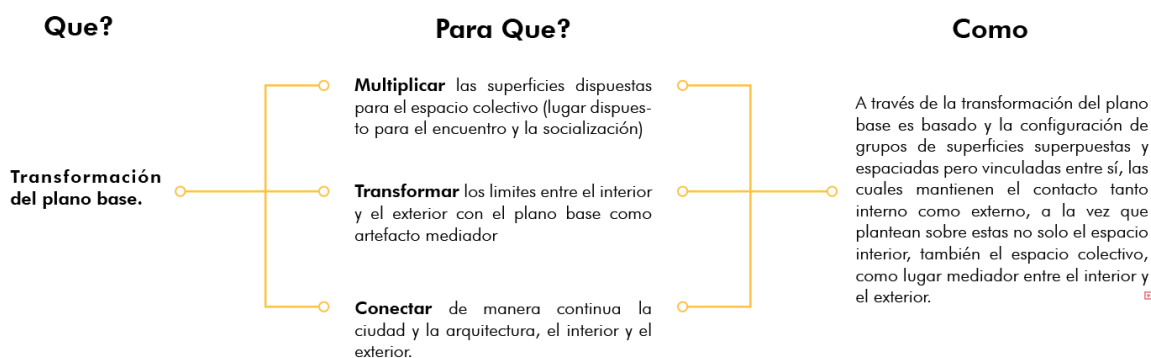 Que?
Para Que?
Como
Transformación
del plano base.
Multiplicar las superficies dispuestas
para el espacio colectivo (lugar dispues-
to para el encuentro y la socialización)
Transformar los limites entre el interior
y el exterior con el plano base como
artefacto mediador
Conectar de manera continua la
ciudad y la arquitectura, el interior y el
exterior.
A través de la transformación del plano
base es basado y la configuración de
grupos de superficies superpuestas y
espaciadas pero vinculadas entre sí, las
cuales mantienen el contacto tanto
interno como externo, a la vez que
plantean sobre estas no solo el espacio
interior, también el espacio colectivo,
como lugar mediador entre el interior y
el exterior.